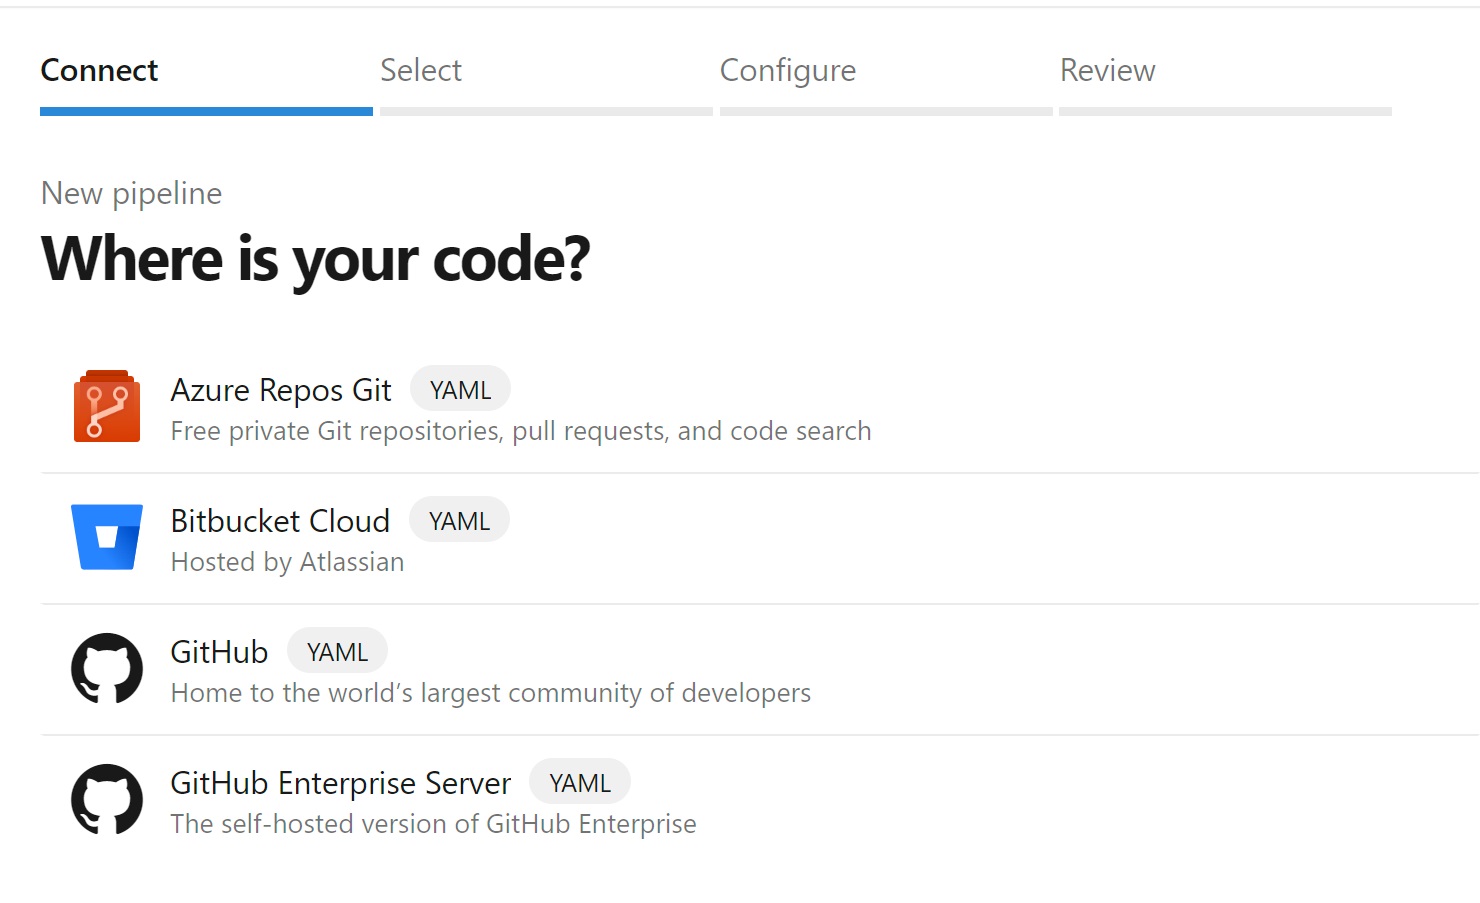 Connect Select Configure Review
New pipeline
Where is your code?
Azure Repos Git YAML
Free private Git repositories, pull requests, and code search
Bitbucket Cloud YAML
Hosted by Atlassian
GitHub YAML
Home to the world’s largest community of developers
GitHub Enterprise Server YAML
The self-hosted version of GitHub Enterprise